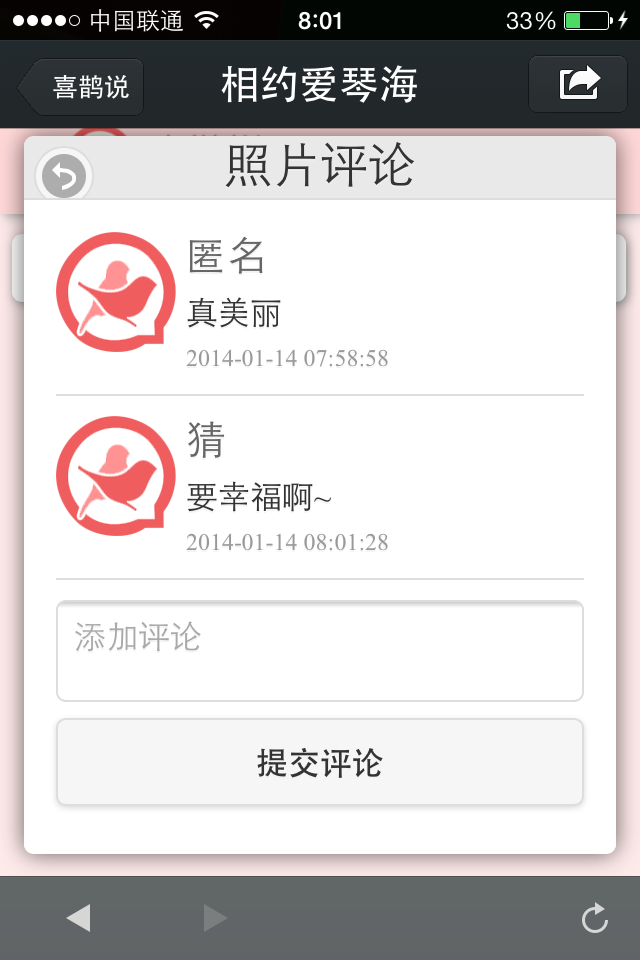 中国联通 8:01 33%
喜鹊说 相约爱琴海
照片评论
匿名
真美丽
2014-01-14 07:58:58
猜
要幸福啊~
2014-01-14 08:01:28
添加评论
提交评论